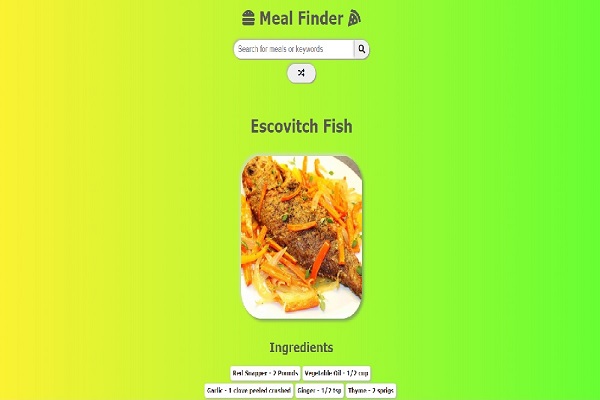 Meal Finder
Search for meals or keywords
Escovitch Fish
Ingredients
Red Snapper - 2 Pounds Vegetable Oil - 1/2 cup
Garlic - 1 clove peeled crushed Ginger - 1/2 tsp Thyme - 2 sprigs